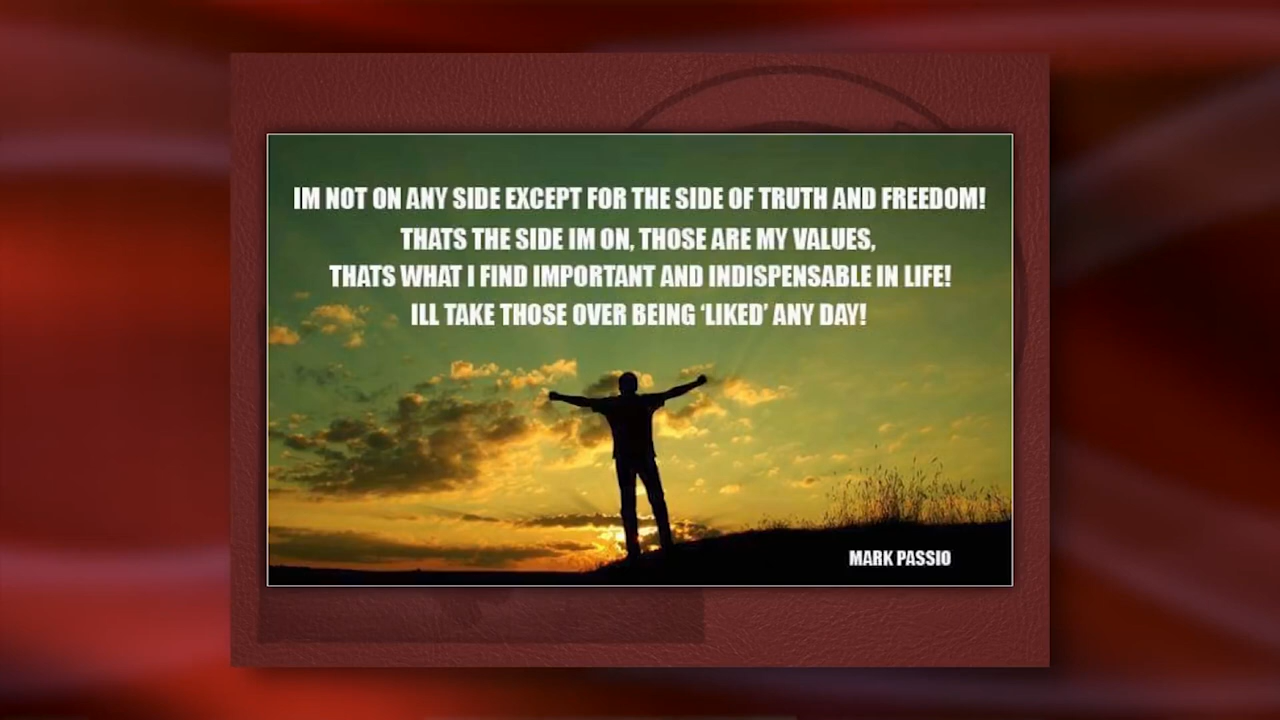 IM NOT ON ANY SIDE EXCEPT FOR THE SIDE OF TRUTH AND FREEDOM!
THATS THE SIDE IM ON, THOSE ARE MY VALUES,
THATS WHAT I FIND IMPORTANT AND INDISPENSABLE IN LIFE!
ILL TAKE THOSE OVER BEING ‘LIKED’ ANY DAY!
MARK PASSIO